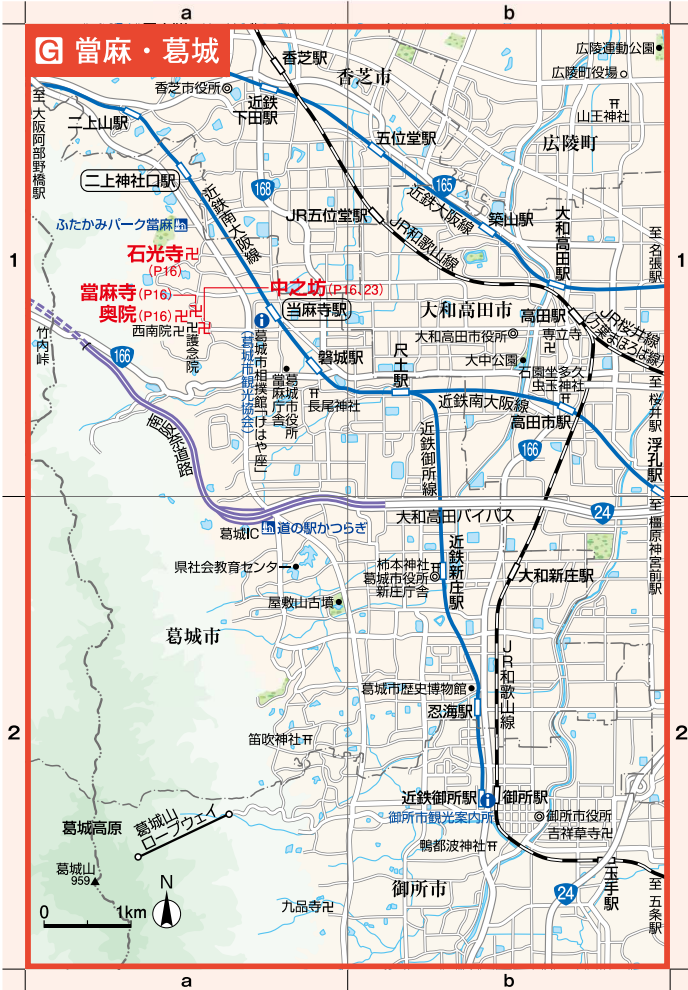 a
b
G 當麻・葛城
香芝駅
香芝市
広陵運動公園
広陵町役場
香芝市役所
近鉄
下田駅
至大阪阿部野橋駅
二上山駅
山王神社
広陵町
五位堂駅
二上神社口駅
168
165
近鉄南大阪線
近鉄大阪線
JR五位堂駅
JR和歌山線
築山駅
大和高田駅
至名張駅
ふたかみパーク當麻
石光寺
(P16)
1
1
當麻寺(P16)
中之坊(P16、23)
奥院(P16)
当麻寺駅
西南院
護念院
大和高田市
高田駅
JR桜井線
(万葉まほろば線)
大和高田市役所
専立寺
大中公園
竹内峠
166
葛城市相撲館「けはや座」
(葛城市観光協会)
磐城駅
尺土駅
石園坐多久
虫玉神社
葛城市役所
當麻庁舎
長尾神社
近鉄南大阪線
高田市駅
至桜井駅
南阪奈道路
近鉄御所線
166
浮孔駅
24
大和高田バイパス
葛城IC
道の駅かつらぎ
至橿原神宮前駅
県社会教育センター
柿本神社
葛城市役所
新庄庁舎
近鉄新庄駅
大和新庄駅
屋敷山古墳
葛城市
JR和歌山線
葛城市歴史博物館
忍海駅
2
2
笛吹神社
近鉄御所駅
御所駅
御所市観光案内所
御所市役所
吉祥草寺
葛城高原
葛城山
ロープウェイ
鴨都波神社
葛城山
959
御所市
24
玉手駅
至五条駅
九品寺
N
0
1km
a
b